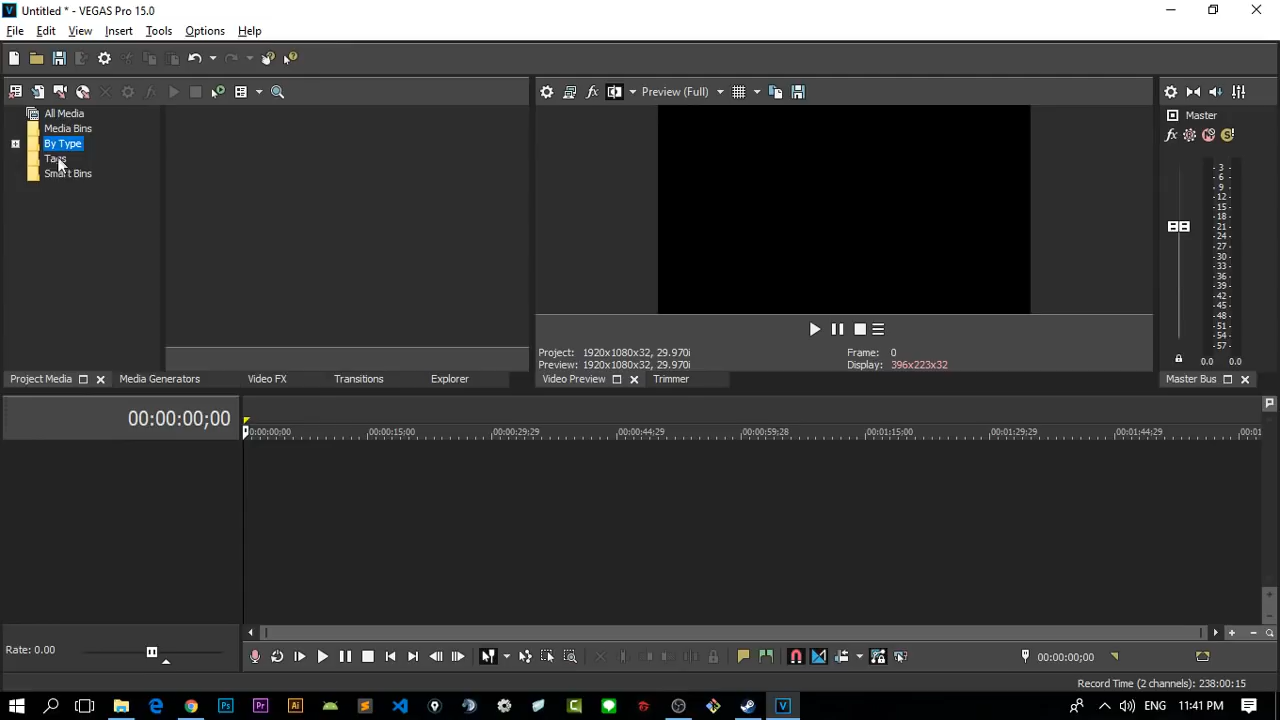 Untitled * - VEGAS Pro 15.0
File Edit View Insert Tools Options Help
Preview (Full)
All Media
Media Bins
By Type
Tags
Smart Bins
Master
3
6
9
12
15
18
21
24
27
30
33
36
39
42
45
48
51
54
57
Project: 1920x1080x32, 29.970i
Frame: 0
Preview: 1920x1080x32, 29.970i
Display: 396x223x32
0.0 0.0
Project Media
Media Generators
Video FX
Transitions
Explorer
Video Preview
Trimmer
Master Bus
00:00:00;00
0:00:00:00 ,00:00:15;00 ,00:00:29;29 ,00:00:44;29 ,00:00:59;28 ,00:01:15;00 ,00:01:29;29 ,00:01:44;29 ,00:01
Rate: 0.00
00:00:00;00
Record Time (2 channels): 238:00:15
ENG 11:41 PM